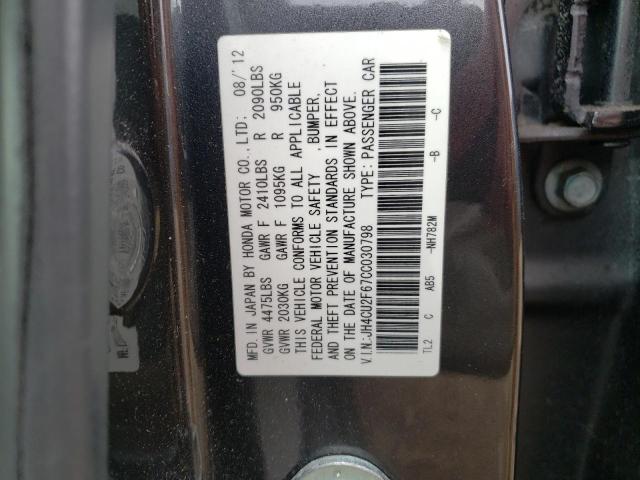 MFD.IN JAPAN BY HONDA MOTOR CO.,LTD: 08/'12
GVWR 4475LBS GAWR F 2410LBS R 2090LBS
GVWR 2030KG GAWR F 1095KG R 950KG
THIS VEHICLE CONFORMS TO ALL APPLICABLE
FEDERAL MOTOR VEHICLE SAFETY ,BUMPER,
AND THEFT PREVENTION STANDARDS IN EFFECT
ON THE DATE OF MANUFACTURE SHOWN ABOVE.
V.I.N:JH4CU2F67CC030798 TYPE: PASSENGER CAR
TL2 C AB5 -NH782M -B -C